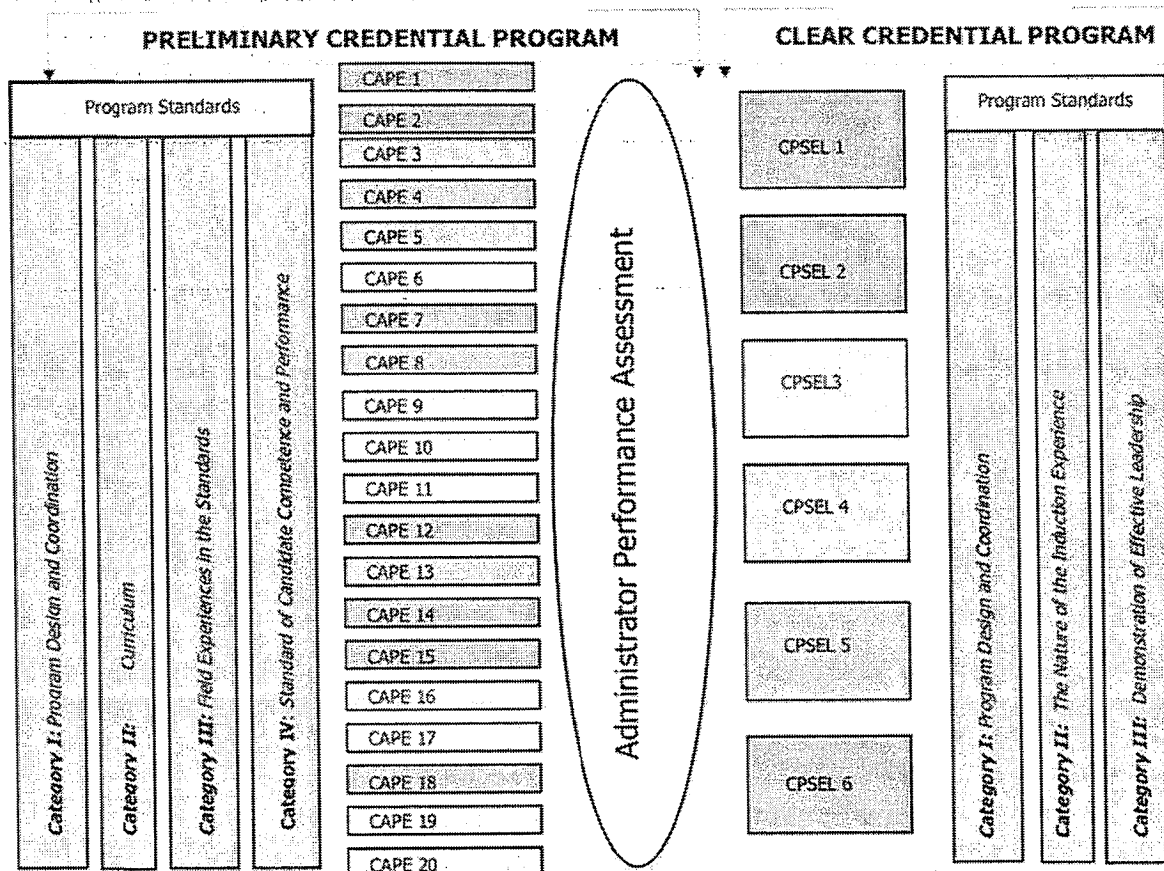 PRELIMINARY CREDENTIAL PROGRAM
CLEAR CREDENTIAL PROGRAM
Program Standards
Category I: Program Design and Coordination
Category II: Curriculum
Category III: Field Experiences in the Standards
Category IV: Standard of Candidate Competence and Performance
CAPE 1
CAPE 2
CAPE 3
CAPE 4
CAPE 5
CAPE 6
CAPE 7
CAPE 8
CAPE 9
CAPE 10
CAPE 11
CAPE 12
CAPE 13
CAPE 14
CAPE 15
CAPE 16
CAPE 17
CAPE 18
CAPE 19
CAPE 20
Administrator Performance Assessment
CPSEL 1
CPSEL 2
CPSEL3
CPSEL 4
CPSEL 5
CPSEL 6
Program Standards
Category I: Program Design and Coordination
Category II: The Nature of the Induction Experience
Category III: Demonstration of Effective Leadership